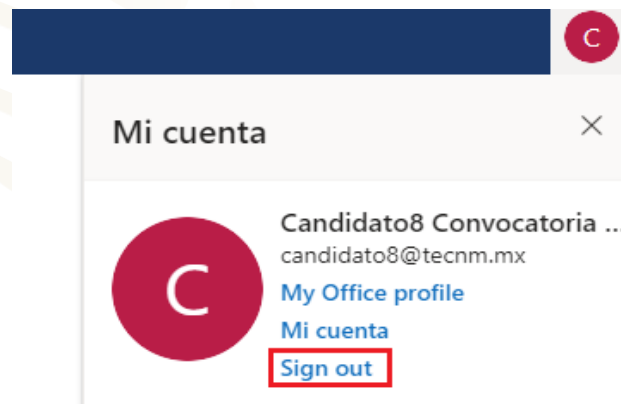 C
Mi cuenta
C
Candidato8 Convocatoria ...
candidato8@tecnm.mx
My Office profile
Mi cuenta
Sign out